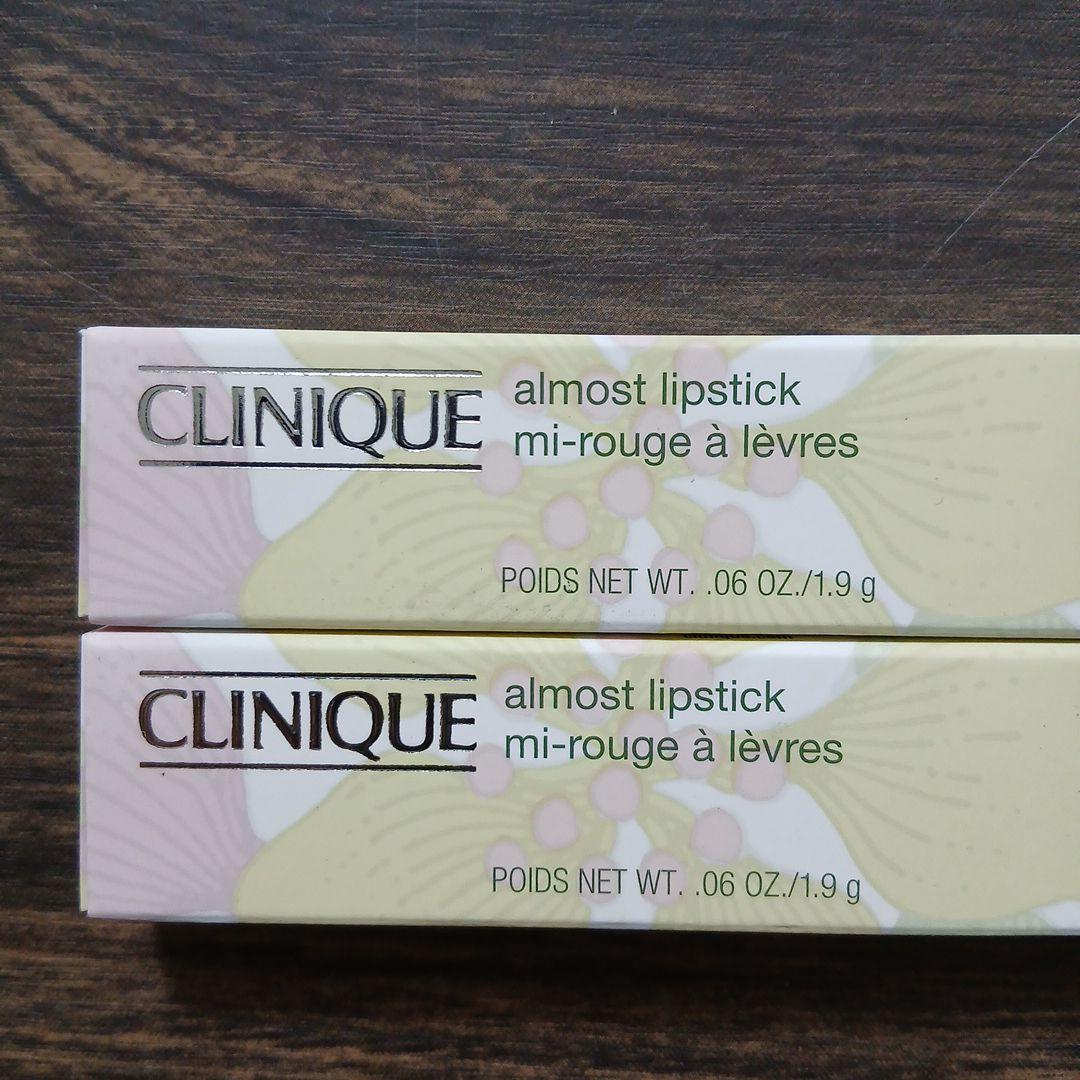 CLINIQUE
almost lipstick
mi-rouge à lèvres
POIDS NET WT. .06 OZ./1.9 g
CLINIQUE
almost lipstick
mi-rouge à lèvres
POIDS NET WT. .06 OZ./1.9 g